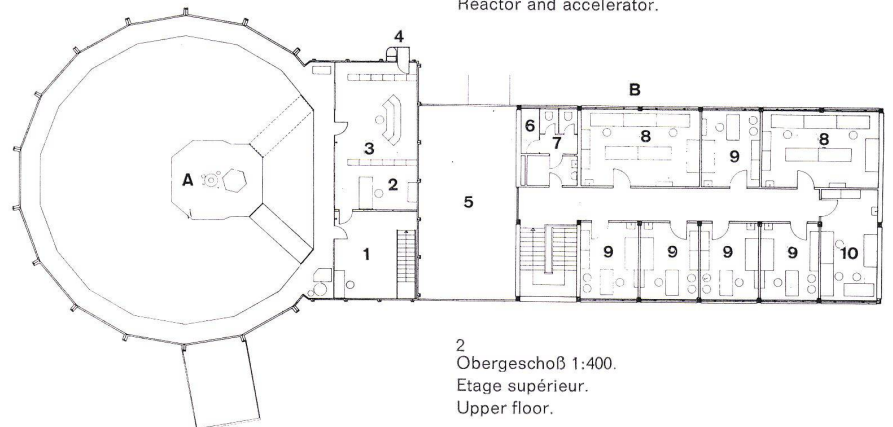 Reactor and accelerator.
4
B
6
8
8
7
3
9
A
2
5
1
9
9
9
9
10
2
Obergeschoß 1:400.
Etage supérieur.
Upper floor.